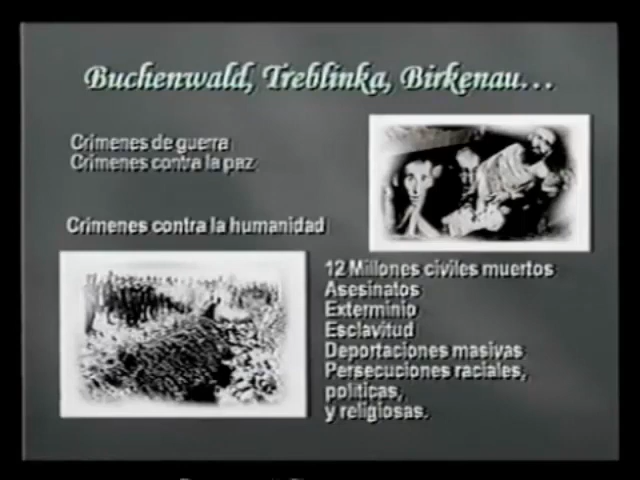 Buchenwald, Treblinka, Birkenau...
Crímenes de guerra
Crímenes contra la paz
Crímenes contra la humanidad
12 Millones civiles muertos
Asesinatos
Exterminio
Esclavitud
Deportaciones masivas
Persecuciones raciales,
políticas,
y religiosas.